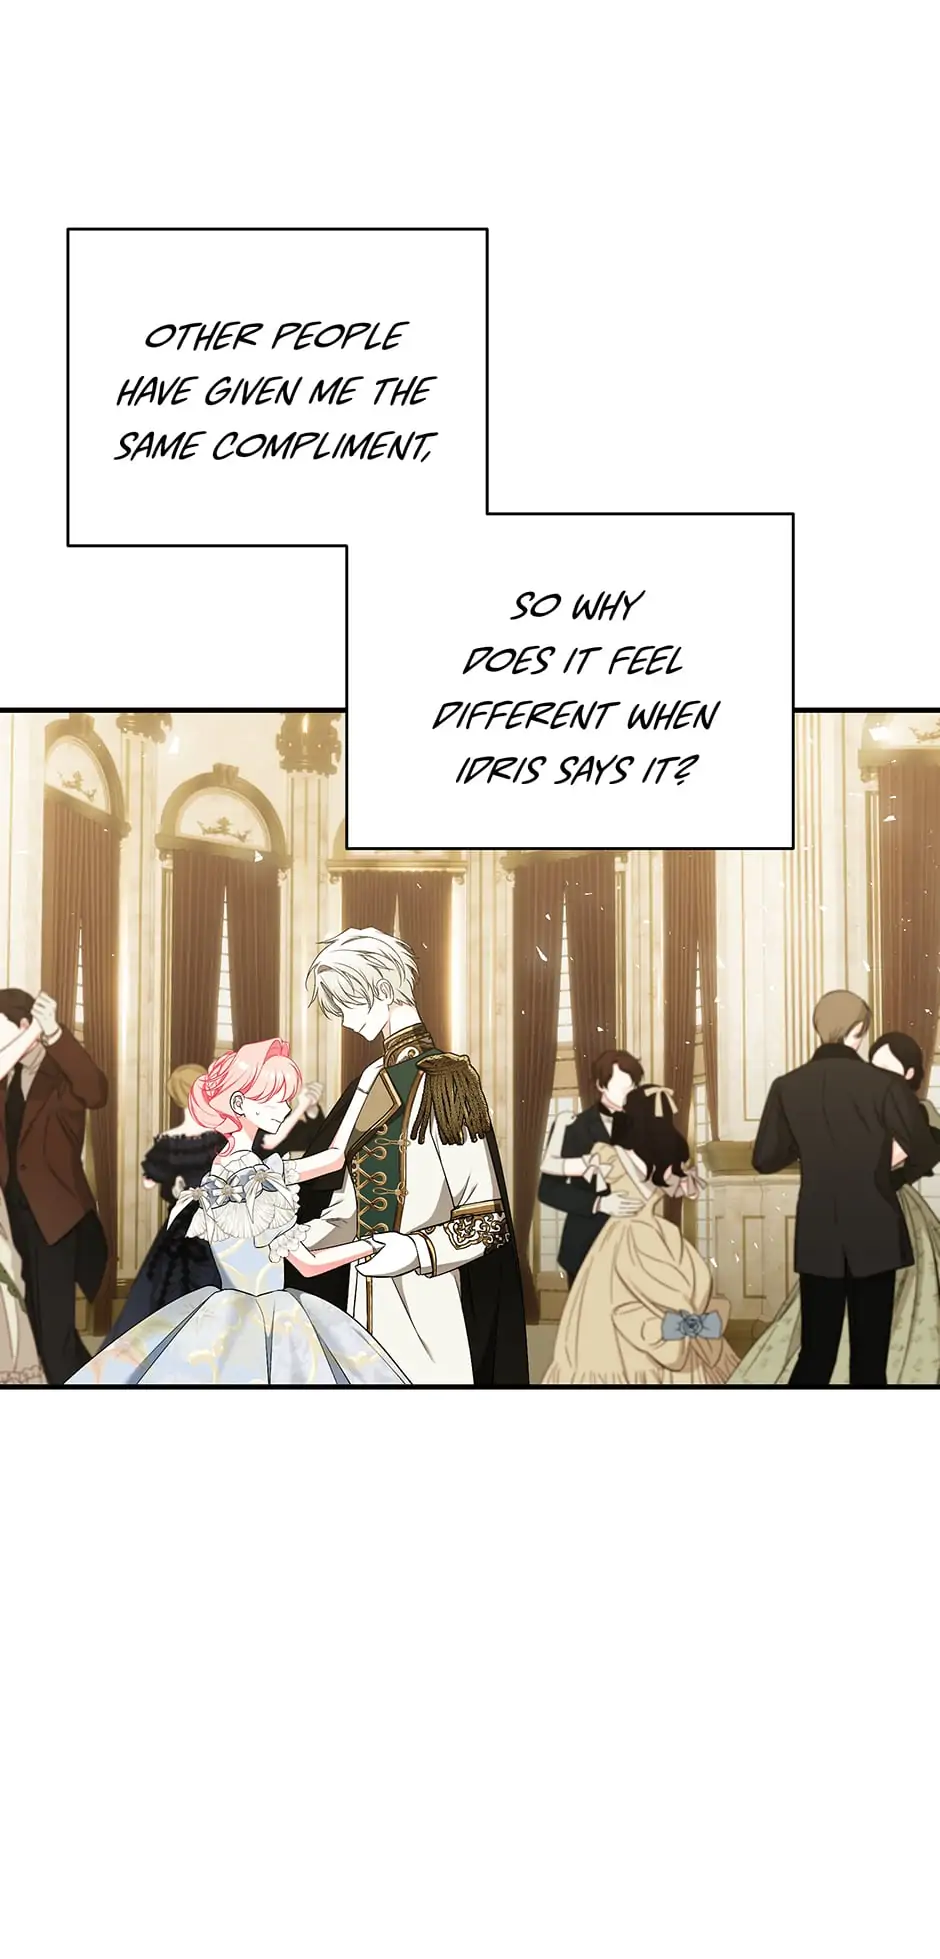 OTHER PEOPLE
HAVE GIVEN ME THE
SAME COMPLIMENT,
SO WHY
DOES IT FEEL
DIFFERENT WHEN
IDRIS SAYS IT?